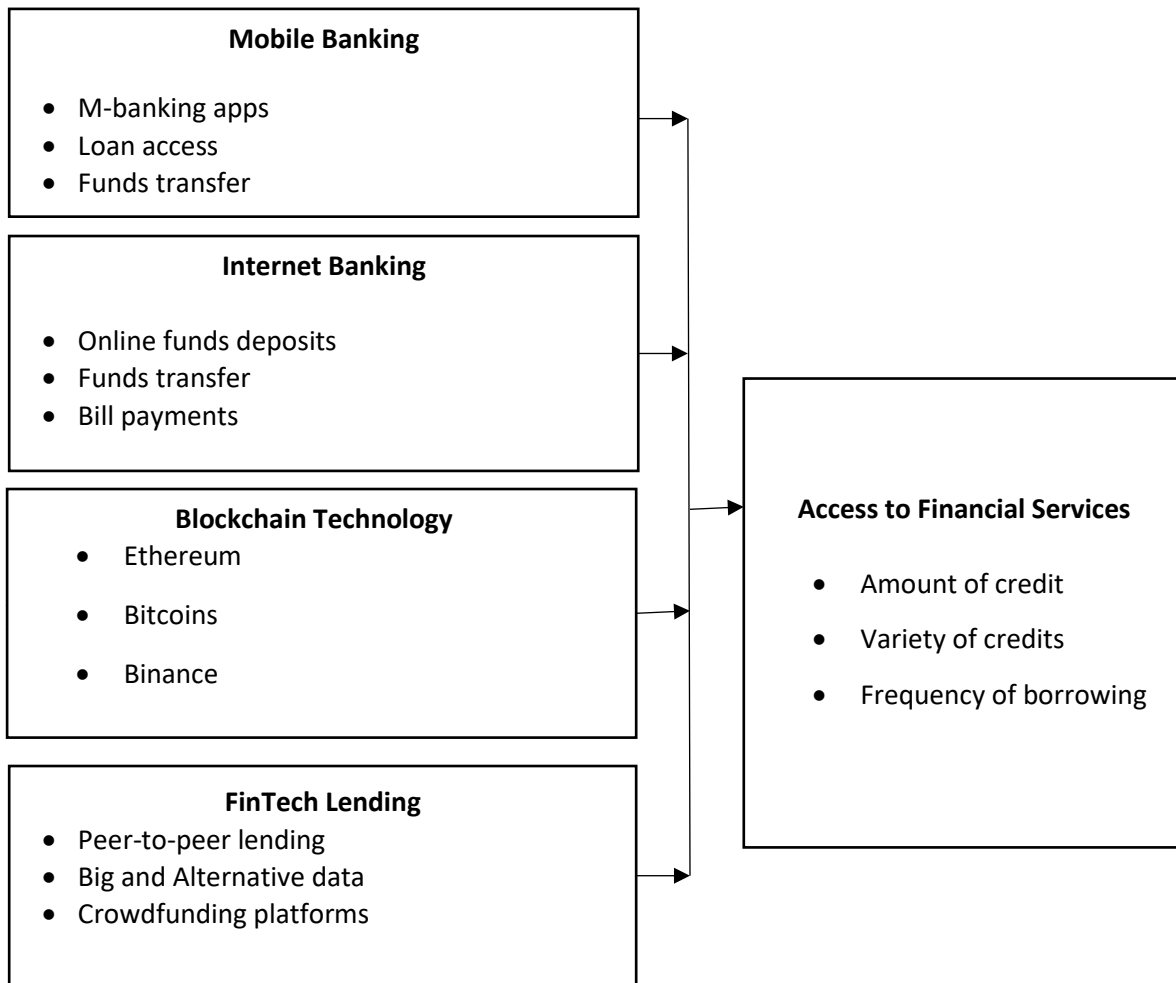 Mobile Banking
• M-banking apps
• Loan access
• Funds transfer
Internet Banking
• Online funds deposits
• Funds transfer
• Bill payments
Blockchain Technology
• Ethereum
• Bitcoins
• Binance
FinTech Lending
• Peer-to-peer lending
• Big and Alternative data
• Crowdfunding platforms
Access to Financial Services
• Amount of credit
• Variety of credits
• Frequency of borrowing